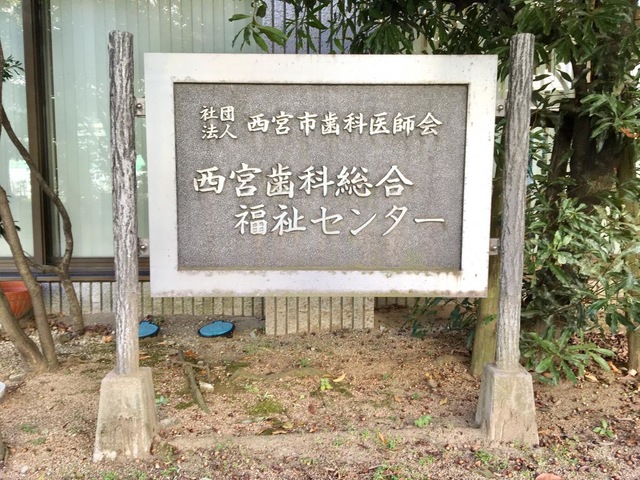 社団法人 西宮市歯科医師会
西宮歯科総合
福祉センター